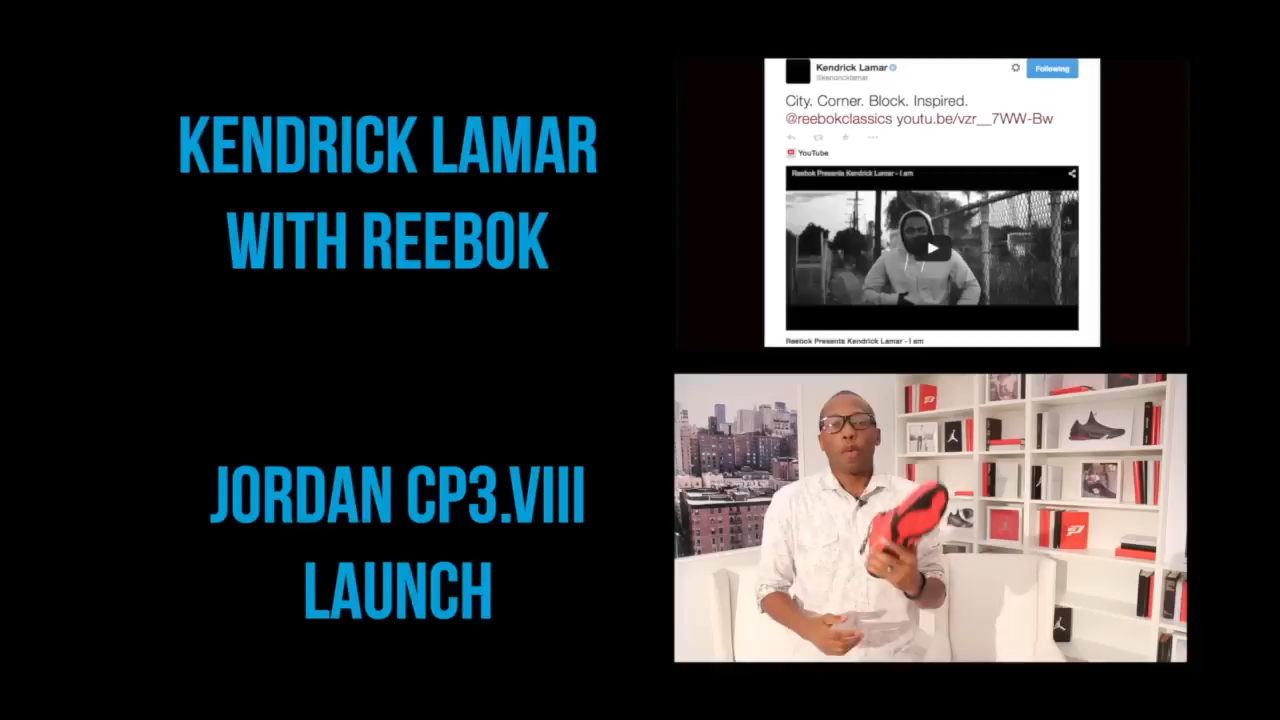 KENDRICK LAMAR
WITH REEBOK
Kendrick Lamar
@kendricklamar
Following
City. Corner. Block. Inspired.
@reebokclassics youtu.be/vzr__7WW-Bw
YouTube
Reebok Presents Kendrick Lamar - I am
Reebok Presents Kendrick Lamar - I am
JORDAN CP3.VIII
LAUNCH